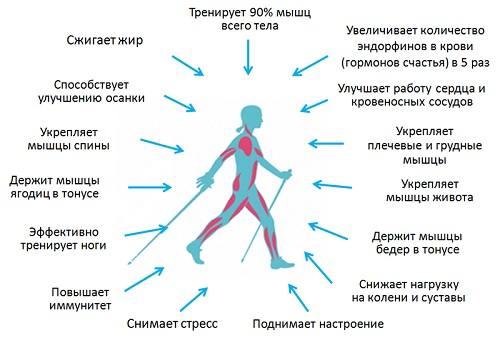 Тренирует 90% мышц
всего тела
Увеличивает количество
эндорфинов в крови
(гормонов счастья) в 5 раз
Сжигает жир
Способствует
улучшению осанки
Улучшает работу сердца и
кровеносных сосудов
Укрепляет
мышцы спины
Укрепляет
плечевые и грудные
мышцы
Держит мышцы
ягодиц в тонусе
Укрепляет
мышцы живота
Эффективно
тренирует ноги
Держит мышцы
бедер в тонусе
Повышает
иммунитет
Снижает нагрузку
на колени и суставы
Снимает стресс
Поднимает настроение